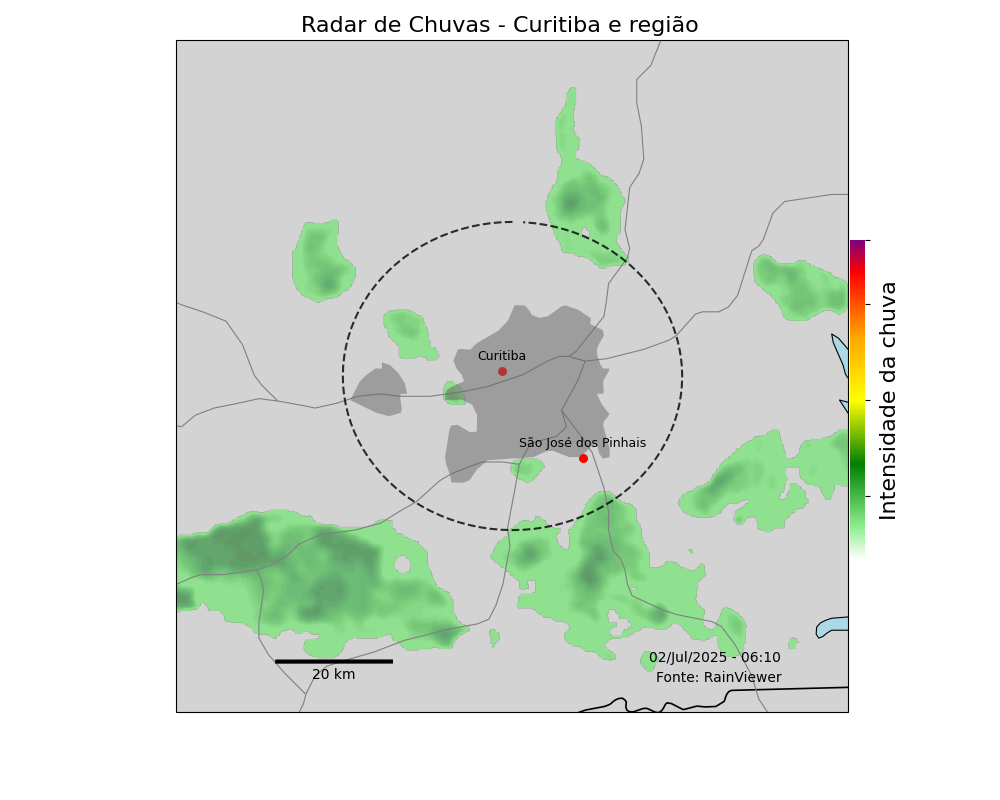 Radar de Chuvas - Curitiba e região
Curitiba
São José dos Pinhais
Intensidade da chuva
02/Jul/2025 - 06:10
20 km
Fonte: RainViewer